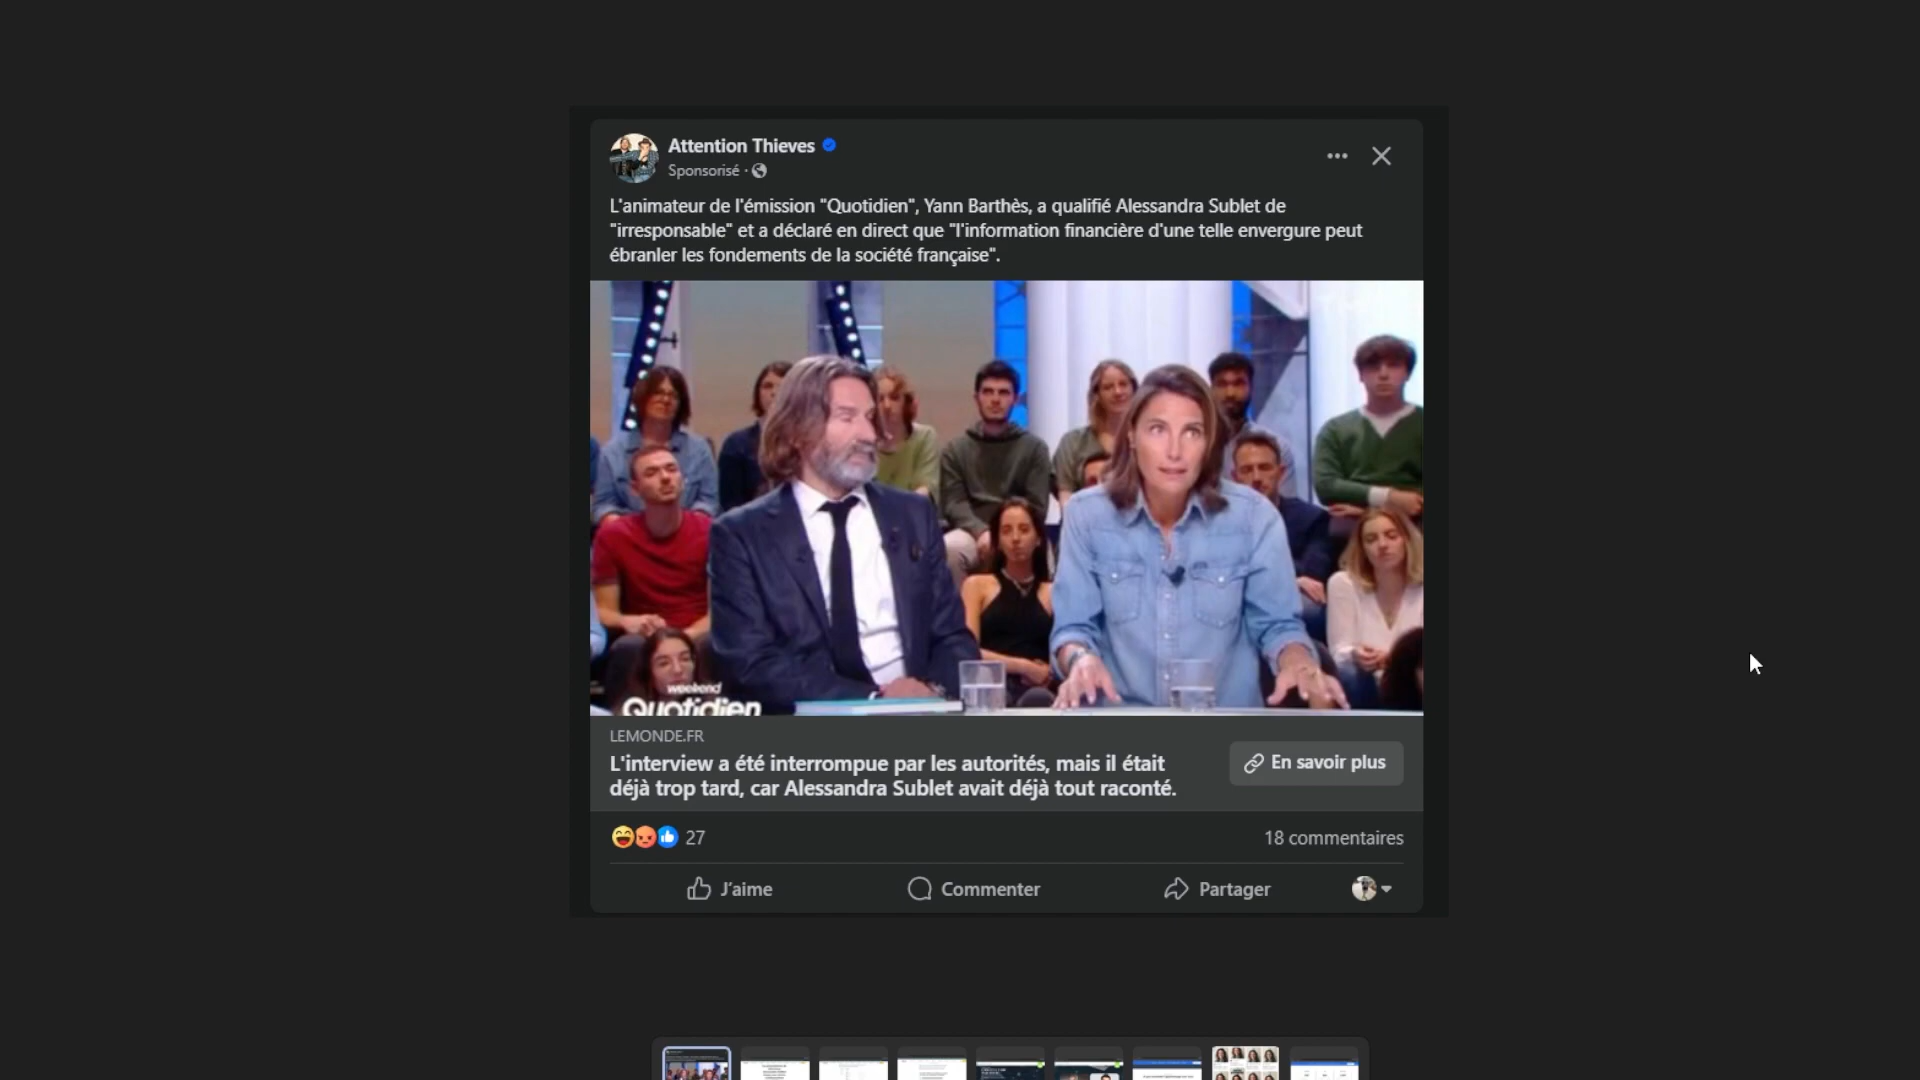 Attention Thieves
Sponsorisé ·
L'animateur de l'émission "Quotidien", Yann Barthès, a qualifié Alessandra Sublet de
"irresponsable" et a déclaré en direct que "l'information financière d'une telle envergure peut
ébranler les fondements de la société française".
weekend
Quotidien
LEMONDE.FR
L'interview a été interrompue par les autorités, mais il était
déjà trop tard, car Alessandra Sublet avait déjà tout raconté.
En savoir plus
27
18 commentaires
J'aime
Commenter
Partager